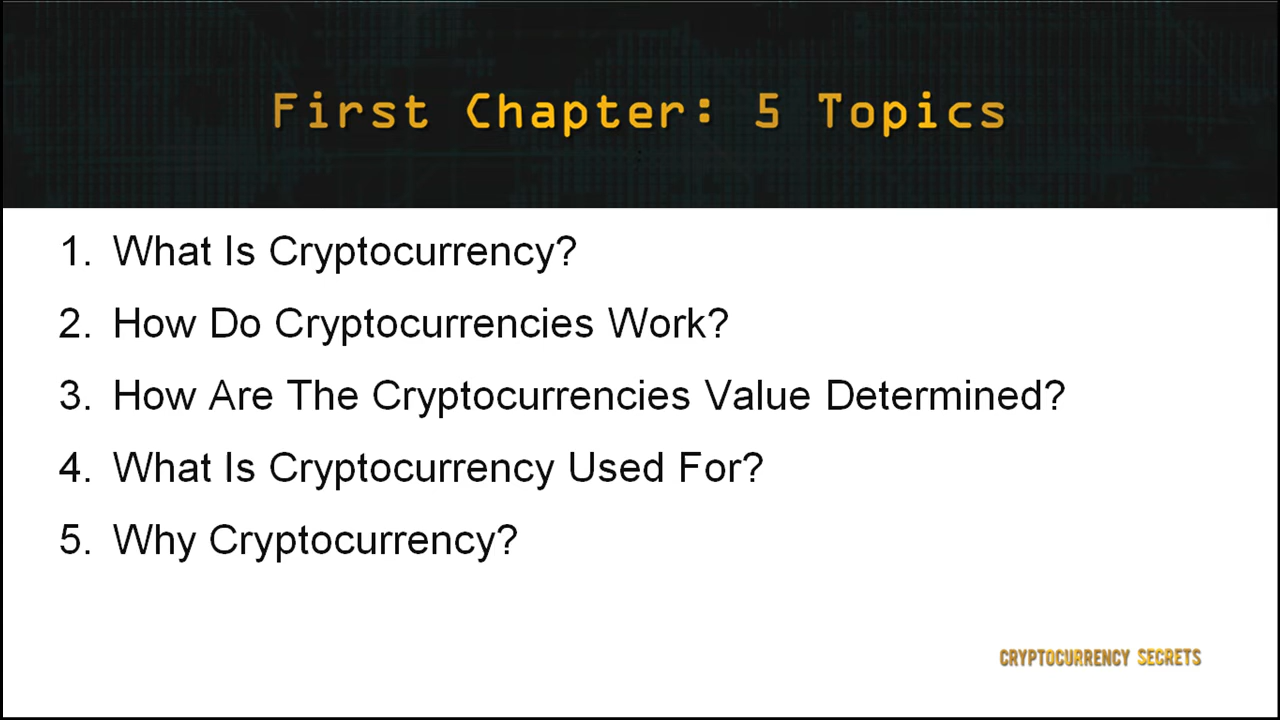 First Chapter: 5 Topics
1. What Is Cryptocurrency?
2. How Do Cryptocurrencies Work?
3. How Are The Cryptocurrencies Value Determined?
4. What Is Cryptocurrency Used For?
5. Why Cryptocurrency?
CRYPTOCURRENCY SECRETS